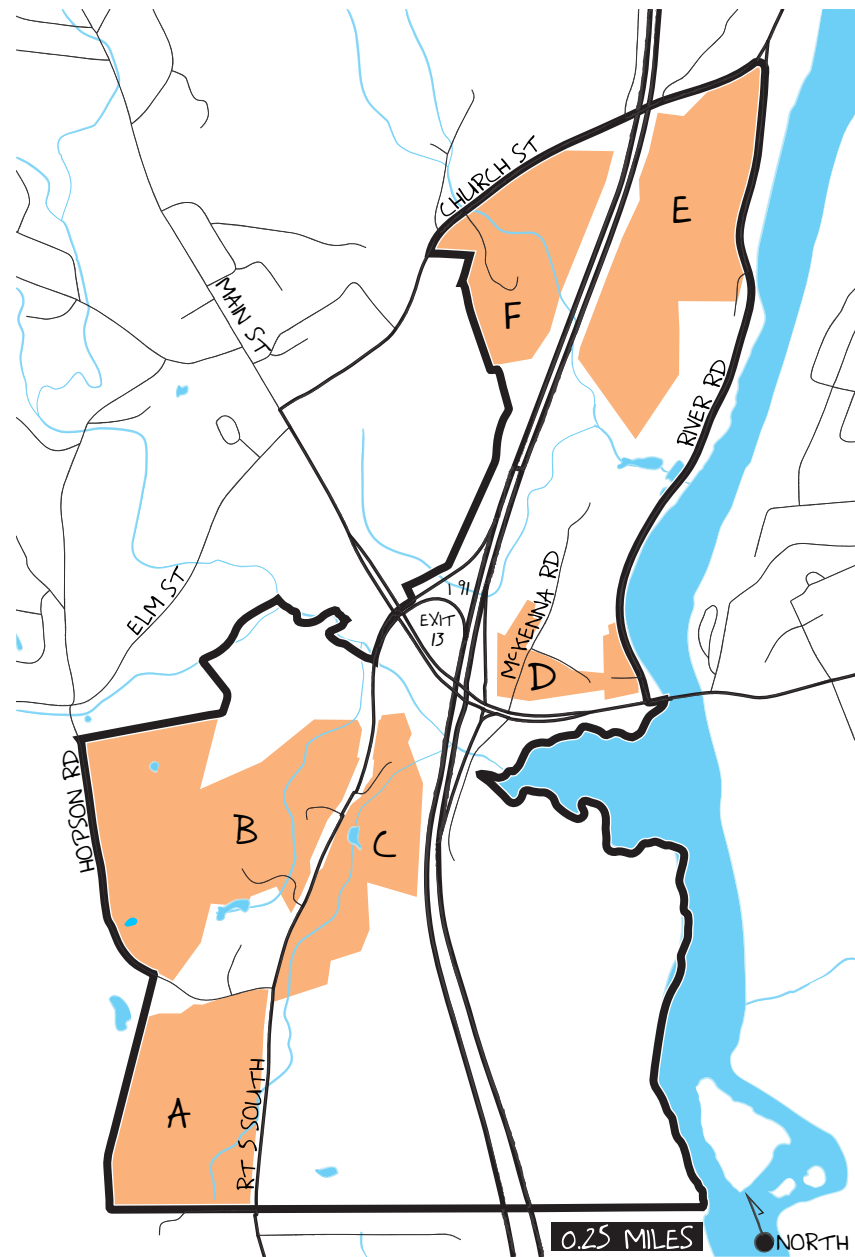 CHURCH ST
E
MAIN ST
F
RIVER RD
ELM ST
I 91
EXIT
13
MCKENNA RD
D
HOPSON RD
B
C
A
RT 5 SOUTH
0.25 MILES
NORTH